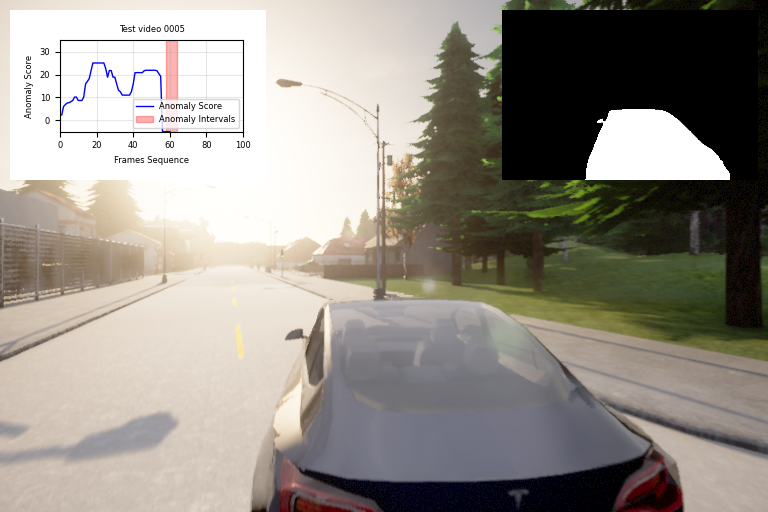 Test video 0005
Anomaly Score
30
20
10
0
Anomaly Score
Anomaly Intervals
0 20 40 60 80 100
Frames Sequence